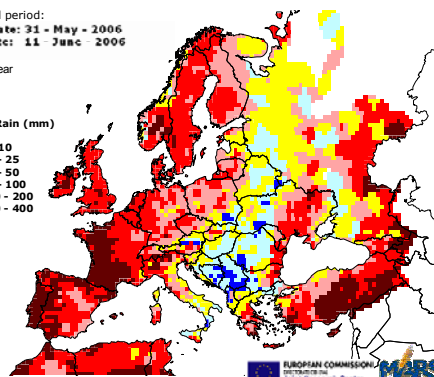 period:
ate: 31 - May - 2006
te: 11 - June - 2006
ear
Rain (mm)
10
- 25
- 50
- 100
- 200
- 400
EUROPEAN COMMISSION
MARS